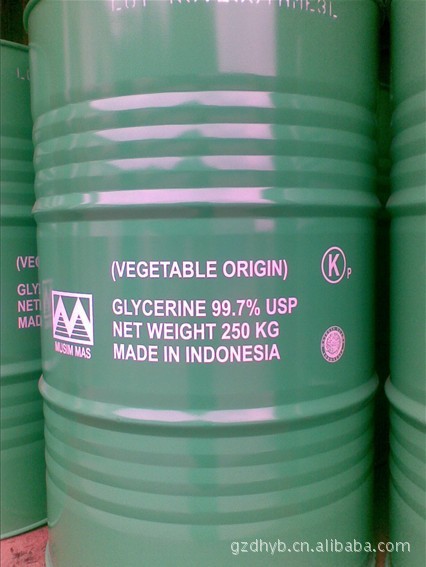 (VEGETABLE ORIGIN)
GLYCERINE 99.7% USP
NET WEIGHT 250 KG
MADE IN INDONESIA
MUSIM MAS
K P
(VEG
GLY
NET
MAD
gzdhyb.cn.alibaba.com